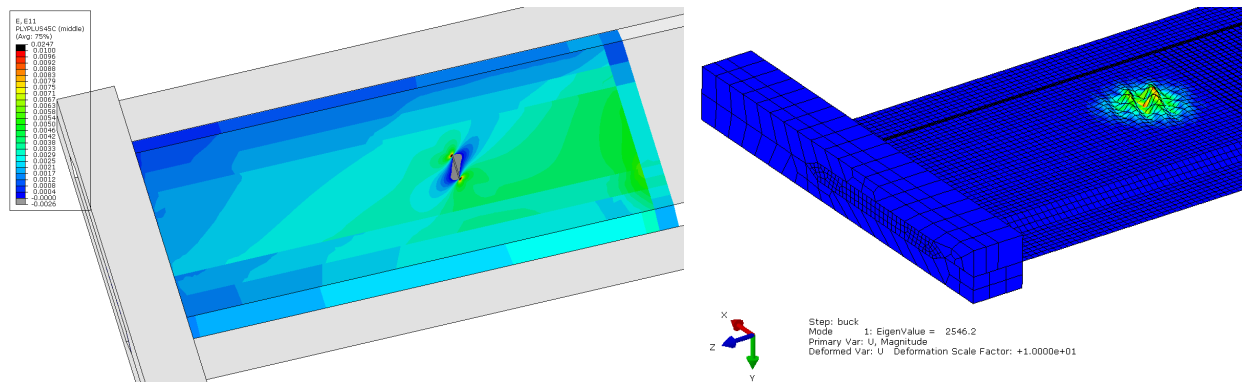 E, E11
PLYPLUS45C (middle)
(Avg: 75%)
0.0247
0.0100
0.0096
0.0092
0.0088
0.0083
0.0079
0.0075
0.0071
0.0067
0.0063
0.0058
0.0054
0.0050
0.0046
0.0042
0.0038
0.0033
0.0029
0.0025
0.0021
0.0017
0.0012
0.0008
0.0004
-0.0000
-0.0026
X
Z
Y
Step: buck
Mode 1: EigenValue = 2546.2
Primary Var: U, Magnitude
Deformed Var: U Deformation Scale Factor: +1.0000e+01